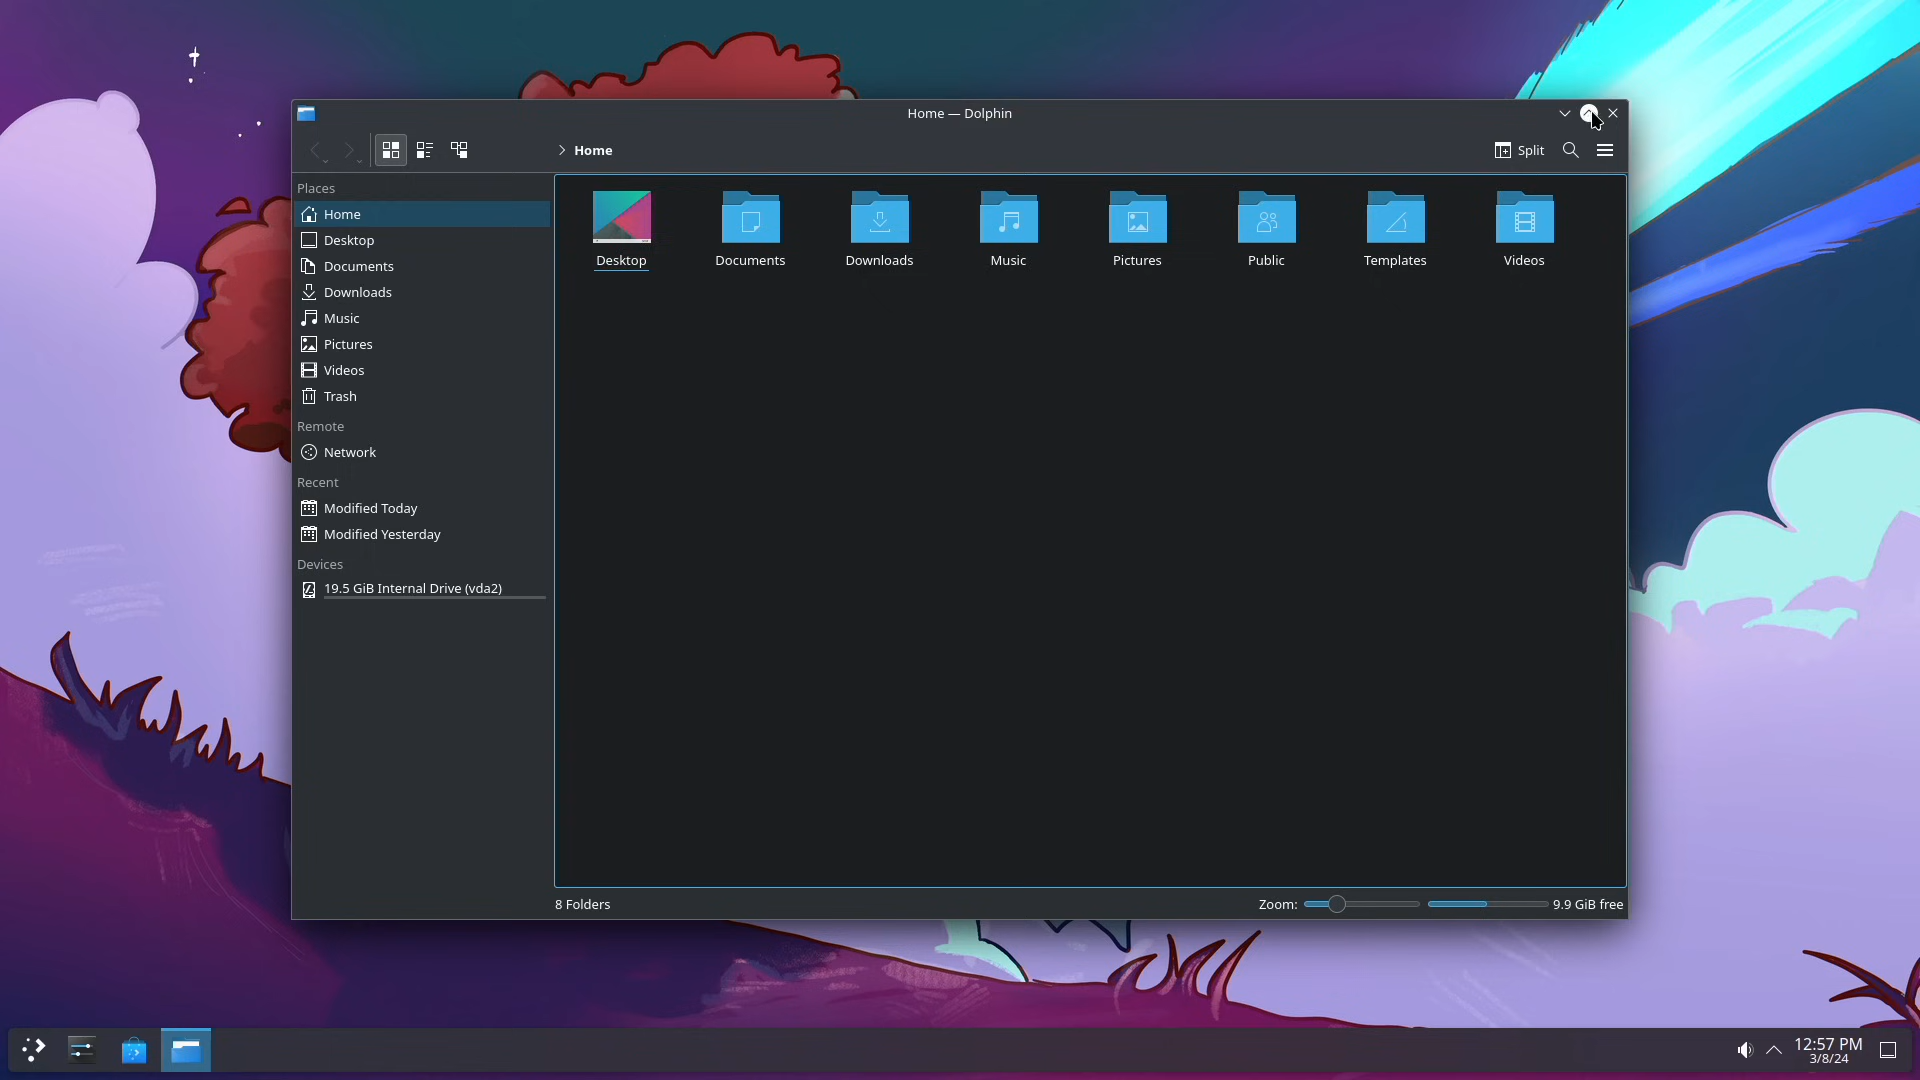 Home — Dolphin
Home
Split
Places
Home
Desktop
Documents
Downloads
Music
Pictures
Videos
Trash
Remote
Network
Recent
Modified Today
Modified Yesterday
Devices
19.5 GiB Internal Drive (vda2)
Desktop
Documents
Downloads
Music
Pictures
Public
Templates
Videos
8 Folders
Zoom:
9.9 GiB free
12:57 PM
3/8/24